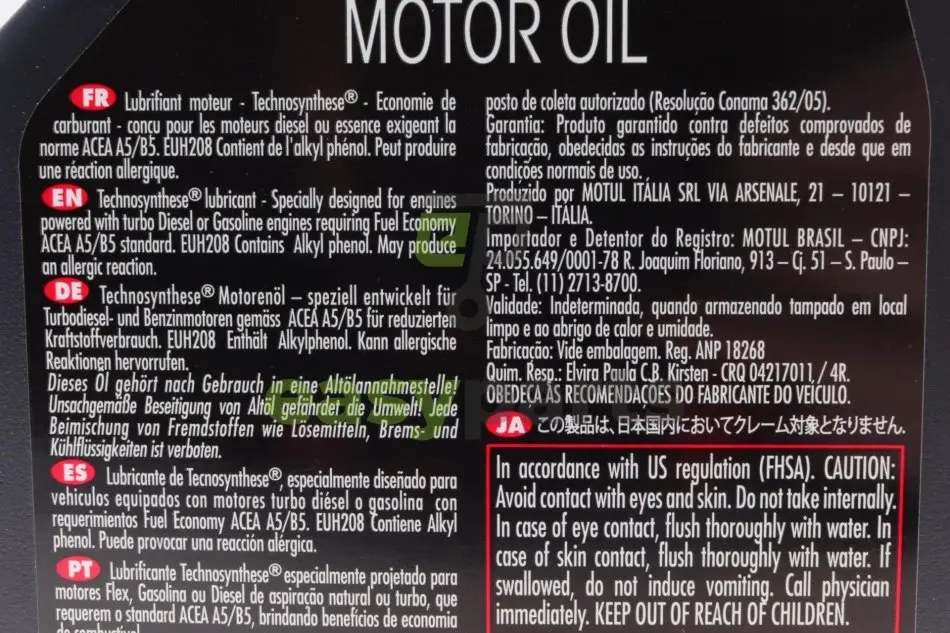 MOTOR OIL
FR Lubrifiant moteur - Technosynthese® - Economie de
carburant - conçu pour les moteurs diesel ou essence exigeant la
norme ACEA A5/B5. EUH208 Contient de l'alkyl phénol. Peut produire
une réaction allergique.
EN Technosynthese® lubricant - Specially designed for engines
powered with turbo Diesel or Gasoline engines requiring Fuel Economy
ACEA A5/B5 standard. EUH208 Contains Alkyl phenol. May produce
an allergic reaction.
DE Technosynthese® Motorenöl – speziell entwickelt für
Turbodiesel- und Benzinmotoren gemäss ACEA A5/B5 für reduzierten
Kraftstoffverbrauch. EUH208 Enthält Alkylphenol. Kann allergische
Reaktionen hervorrufen.
Dieses Öl gehört nach Gebrauch in eine Altölannahmestelle!
Unsachgemäße Beseitigung von Altöl gefährdet die Umwelt! Jede
Beimischung von Fremdstoffen wie Lösemitteln, Brems- und
Kühlflüssigkeiten ist verboten.
ES Lubricante de Tecnosynthese®, especialmente diseñado para
vehículos equipados con motores turbo diésel o gasolina con
requerimientos Fuel Economy ACEA A5/B5. EUH208 Contiene Alkyl
phenol. Puede provocar una reacción alérgica.
PT Lubrificante Technosynthese® especialmente projetado para
motores Flex, Gasolina ou Diesel de aspiração natural ou turbo, que
requerem o standard ACEA A5/B5, brindando benefícios de economia
de combustível
posto de coleta autorizado (Resolução Conama 362/05).
Garantia: Produto garantido contra defeitos comprovados de
fabricação, obedecidas as instruções do fabricante e desde que em
condições normais de uso.
Produzido por MOTUL ITÁLIA SRL VIA ARSENALE, 21 – 10121 –
TORINO – ITÁLIA.
Importador e Detentor do Registro: MOTUL BRASIL – CNPJ:
24.055.649/0001-78 R. Joaquim Floriano, 913 – Cj. 51 – S. Paulo –
SP - Tel. (11) 2713-8700.
Validade: Indeterminada, quando armazenado tampado em local
limpo e ao abrigo de calor e umidade.
Fabricação: Vide embalagem. Reg. ANP 18268
Quim. Resp.: Elvira Paula C.B. Kirsten - CRQ 04217011 / 4R.
OBEDEÇA ÀS RECOMENDAÇÕES DO FABRICANTE DO VEÍCULO.
JA この製品は、日本国内においてクレーム対象となりません。
In accordance with US regulation (FHSA). CAUTION:
Avoid contact with eyes and skin. Do not take internally.
In case of eye contact, flush thoroughly with water. In
case of skin contact, flush thoroughly with water. If
swallowed, do not induce vomiting. Call physician
immediately. KEEP OUT OF REACH OF CHILDREN.
easyparts